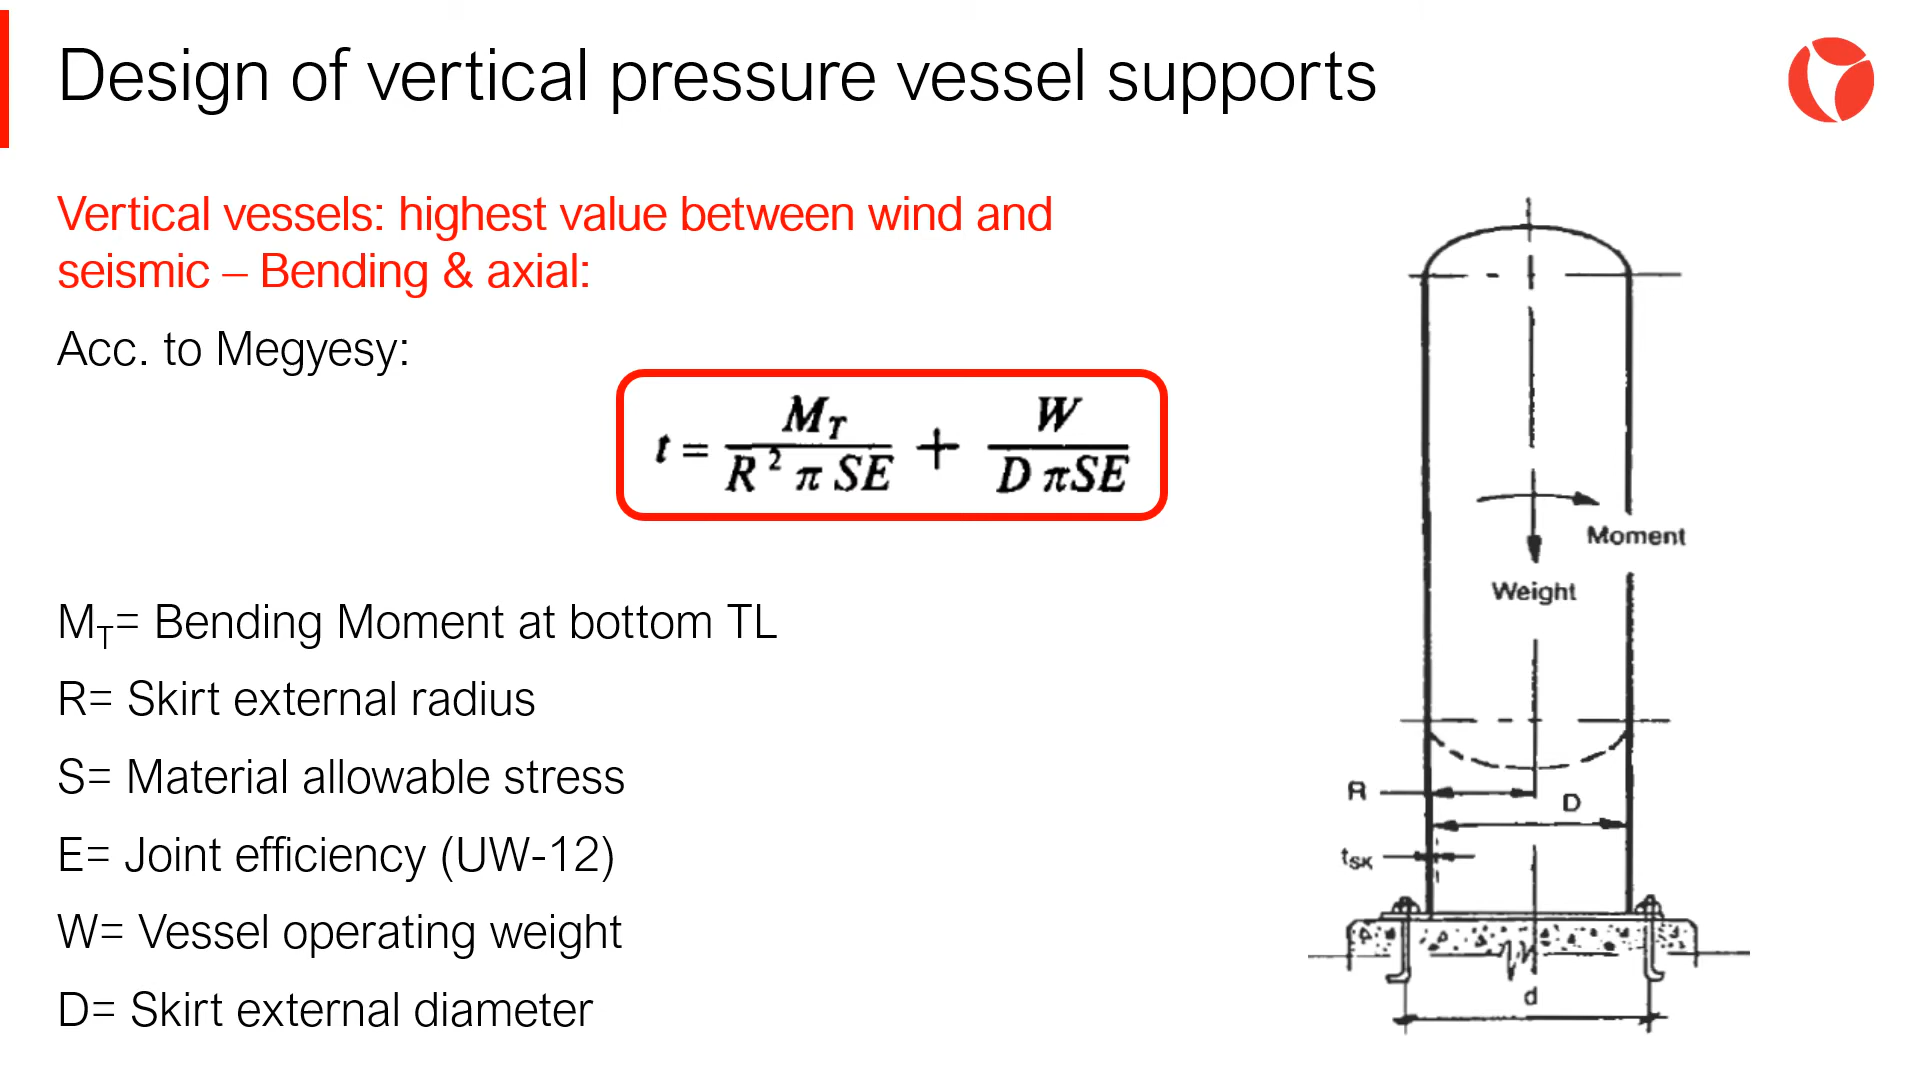 Design of vertical pressure vessel supports
Vertical vessels: highest value between wind and
seismic – Bending & axial:
Acc. to Megyesy:
t = M_T / (R² π SE) + W / (D π SE)
M_T= Bending Moment at bottom TL
R= Skirt external radius
S= Material allowable stress
E= Joint efficiency (UW-12)
W= Vessel operating weight
D= Skirt external diameter
Moment
Weight
R
D
t_SK
d